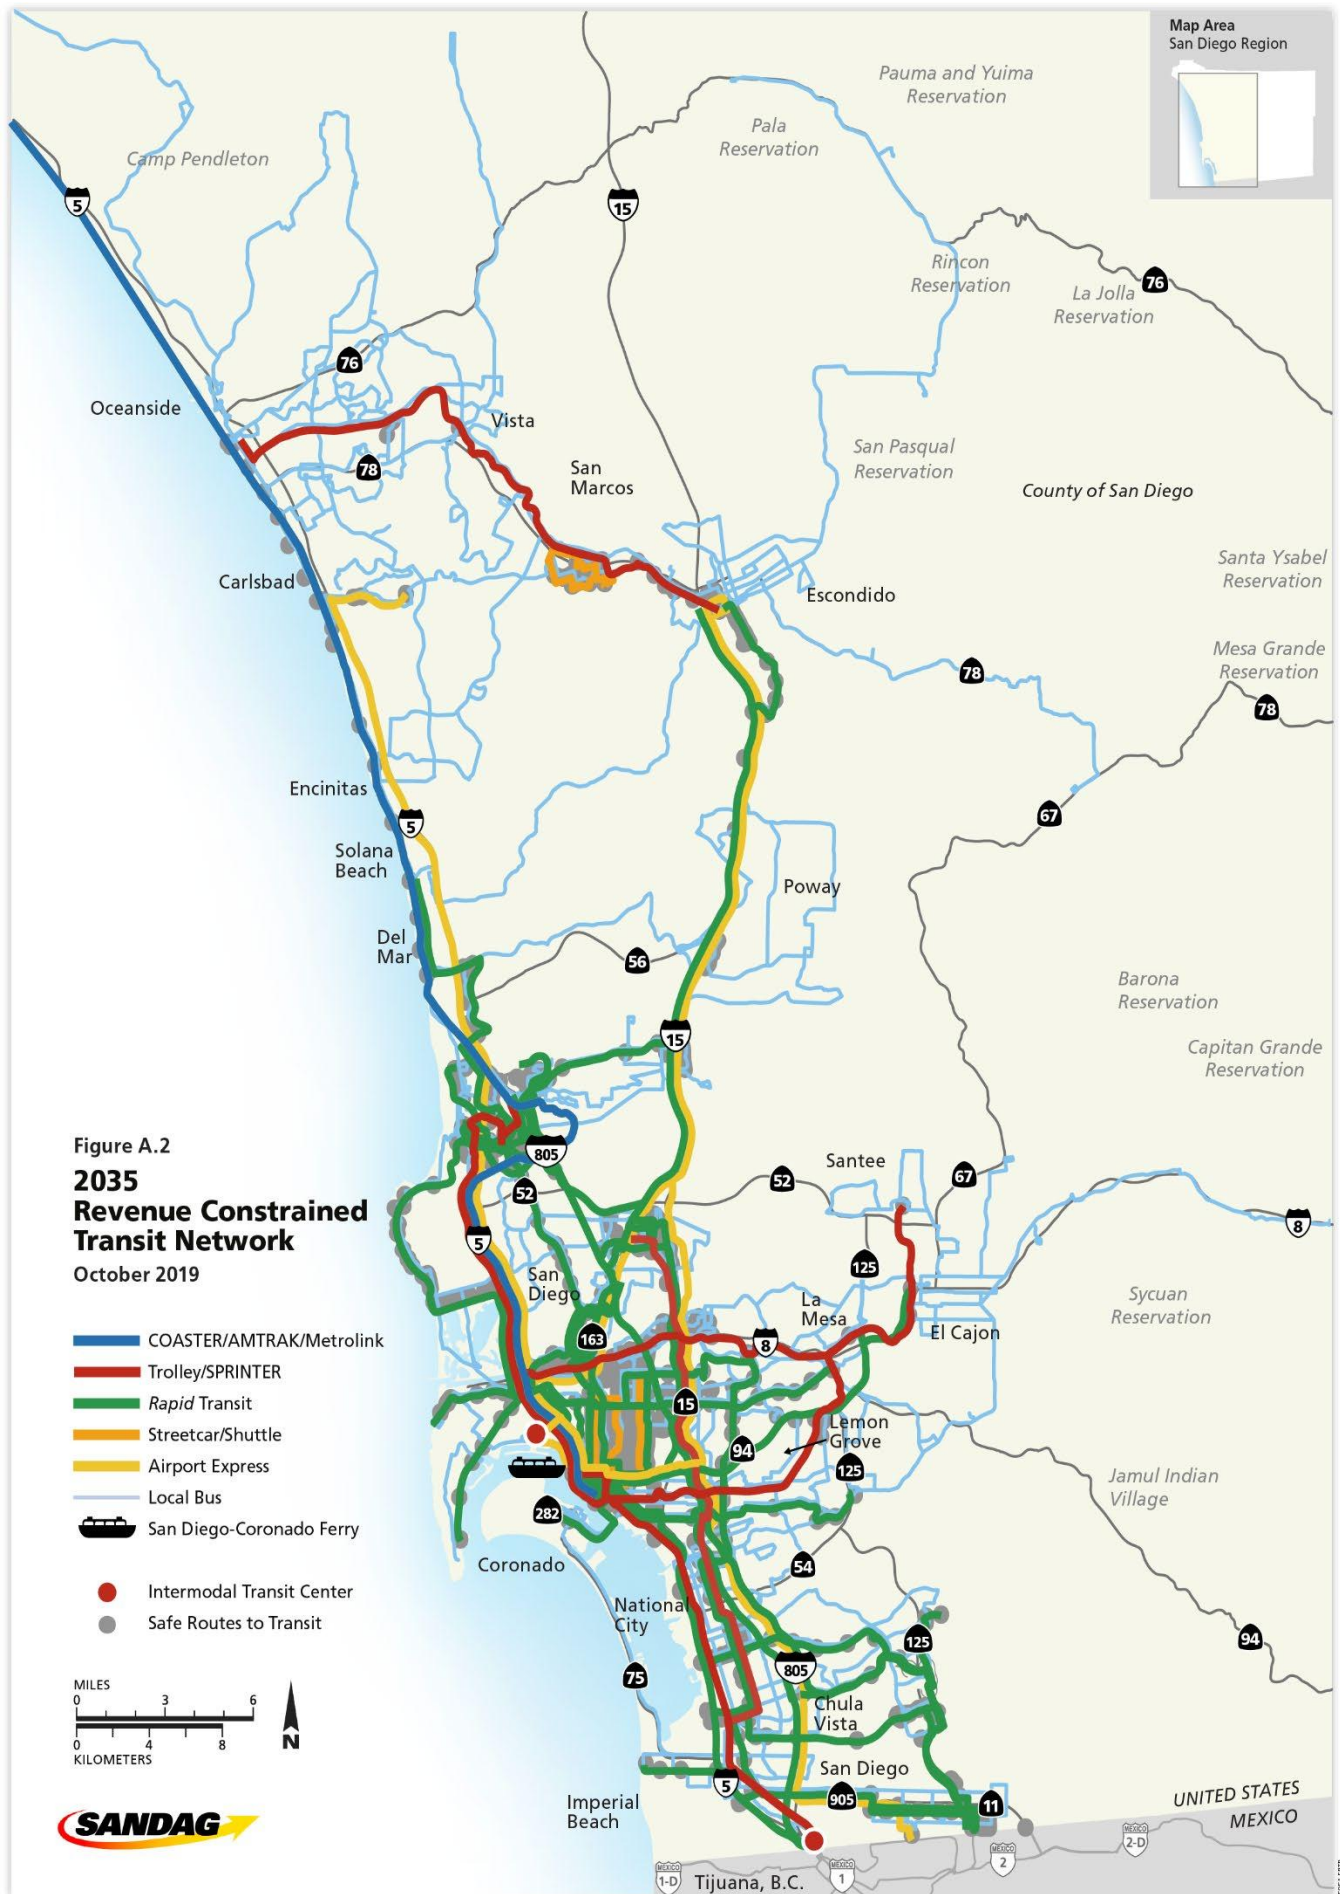 Map Area
San Diego Region
Pauma and Yuima
Reservation
Pala
Reservation
Camp Pendleton
5
15
Rincon
Reservation
La Jolla
Reservation
76
76
Oceanside
Vista
78
San
Marcos
San Pasqual
Reservation
County of San Diego
Santa Ysabel
Reservation
Carlsbad
Escondido
Mesa Grande
Reservation
78
78
Encinitas
5
67
Solana
Beach
Poway
Del
Mar
56
Barona
Reservation
15
Capitan Grande
Reservation
Figure A.2
2035
Revenue Constrained
Transit Network
October 2019
805
Santee
52
67
52
5
8
125
San
Diego
La
Mesa
Sycuan
Reservation
163
8
El Cajon
COASTER/AMTRAK/Metrolink
Trolley/SPRINTER
Rapid Transit
Streetcar/Shuttle
Airport Express
Local Bus
San Diego-Coronado Ferry
Intermodal Transit Center
Safe Routes to Transit
15
94
Lemon
Grove
125
Jamul Indian
Village
282
Coronado
54
National
City
125
94
805
75
MILES
0 3 6
0 4 8
KILOMETERS
N
Chula
Vista
San Diego
5
905
11
Imperial
Beach
UNITED STATES
MEXICO
SANDAG
MEXICO
2-D
MEXICO
2
MEXICO
1-D
Tijuana, B.C.
MEXICO
1